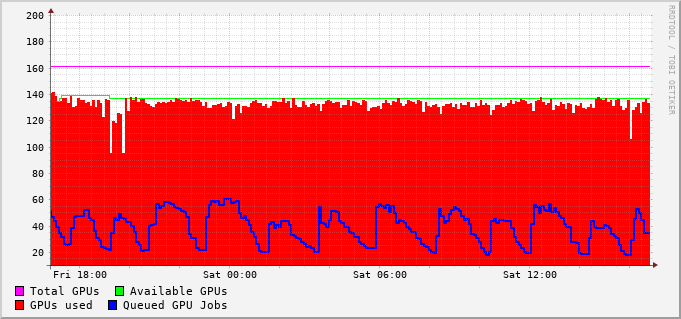 RRDTOOL / TOBI OETIKER
200
180
160
140
120
100
80
60
40
20
Fri 18:00 Sat 00:00 Sat 06:00 Sat 12:00
Total GPUs Available GPUs
GPUs used Queued GPU Jobs